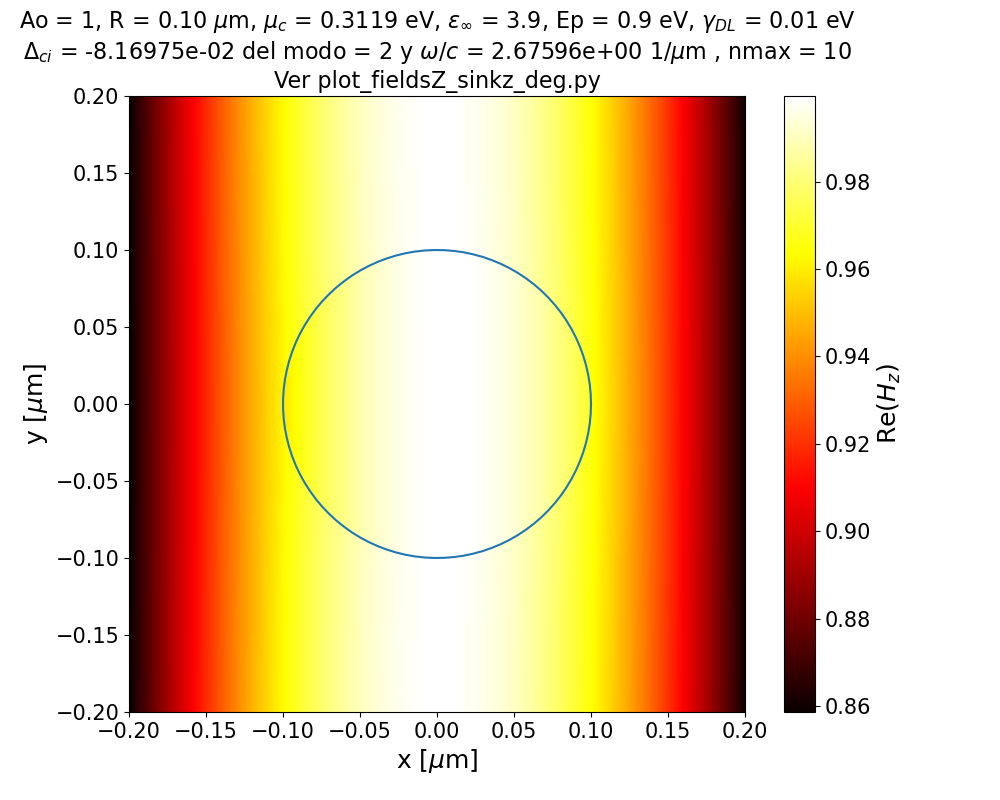 Ao = 1, R = 0.10 μm, μc = 0.3119 eV, ε∞ = 3.9, Ep = 0.9 eV, γDL = 0.01 eV
Δci = -8.16975e-02 del modo = 2 y ω/c = 2.67596e+00 1/μm , nmax = 10
Ver plot_fieldsZ_sinkz_deg.py
0.20
0.15
0.10
0.05
0.00
−0.05
−0.10
−0.15
−0.20
y [μm]
−0.20 −0.15 −0.10 −0.05 0.00 0.05 0.10 0.15 0.20
x [μm]
0.98
0.96
0.94
0.92
0.90
0.88
0.86
Re(Hz)